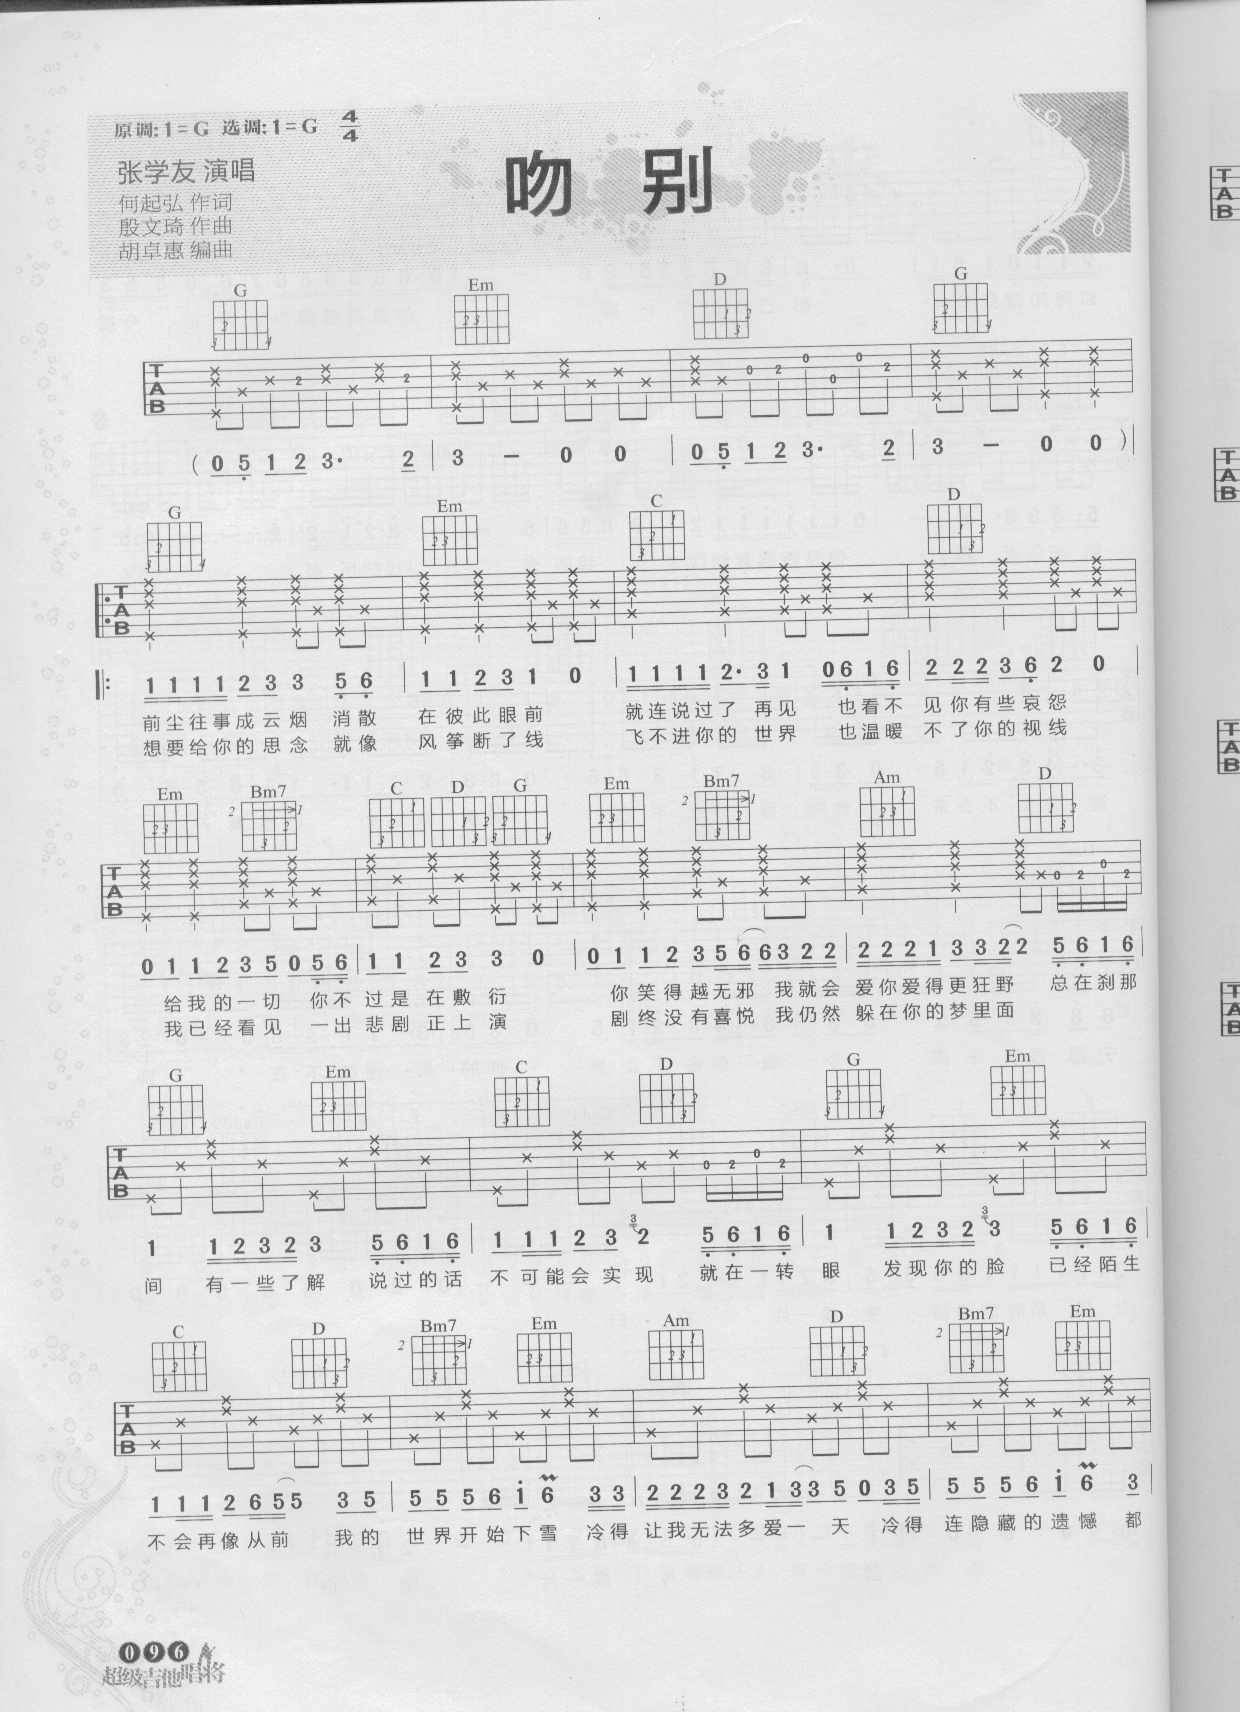 原调:1=G 选调:1=G 4/4
张学友 演唱
何起弘 作词
殷文琦 作曲
胡卓惠 编曲
吻 别
G Em D G
T A B
( 0 5 1 2 3· 2 | 3 – 0 0 | 0 5 1 2 3· 2 | 3 – 0 0 )|
G Em C D
T A B
1 1 1 1 2 3 3 5 6 | 1 1 2 3 1 0 | 1 1 1 1 2· 3 1 0 6 1 6 | 2 2 2 3 6 2 0 |
前尘往事成云烟 消散 在彼此眼前 就连说过了 再见 也看不 见你有些哀怨
想要给你的思念 就像 风筝断了线 飞不进你的 世界 也温暖 不了你的视线
Em Bm7 C D G Em Bm7 Am D
T A B
0 1 1 2 3 5 0 5 6 | 1 1 2 3 3 0 | 0 1 1 2 3 5 6 6 3 2 2 | 2 2 2 1 3 3 2 2 5 6 1 6 |
给我的一切 你不 过是 在敷衍 你笑得越无邪 我就会 爱你爱得更狂野 总在刹那
我已经看见 一出 悲剧 正上演 剧终没有喜悦 我仍然 躲在你的梦里面
G Em C D G Em
T A B
1 1 2 3 2 3 5 6 1 6 | 1 1 1 2 3 3 2 5 6 1 6 | 1 1 2 3 2 3 3 5 6 1 6 |
间 有一些了解 说过的话 不可能会实现 就在一转 眼 发现你的脸 已经陌生
C D Bm7 Em Am D Bm7 Em
T A B
1 1 1 2 6 5 5 3 5 | 5 5 5 6 1 6 3 3 | 2 2 2 3 2 1 3 3 5 0 3 5 | 5 5 5 6 1 6 3 |
不会再像从前 我的 世界开始下雪 冷得 让我无法多爱一 天 冷得 连隐藏的遗憾 都
096
超级吉他唱将
T A B
T A B
T A B
T A B